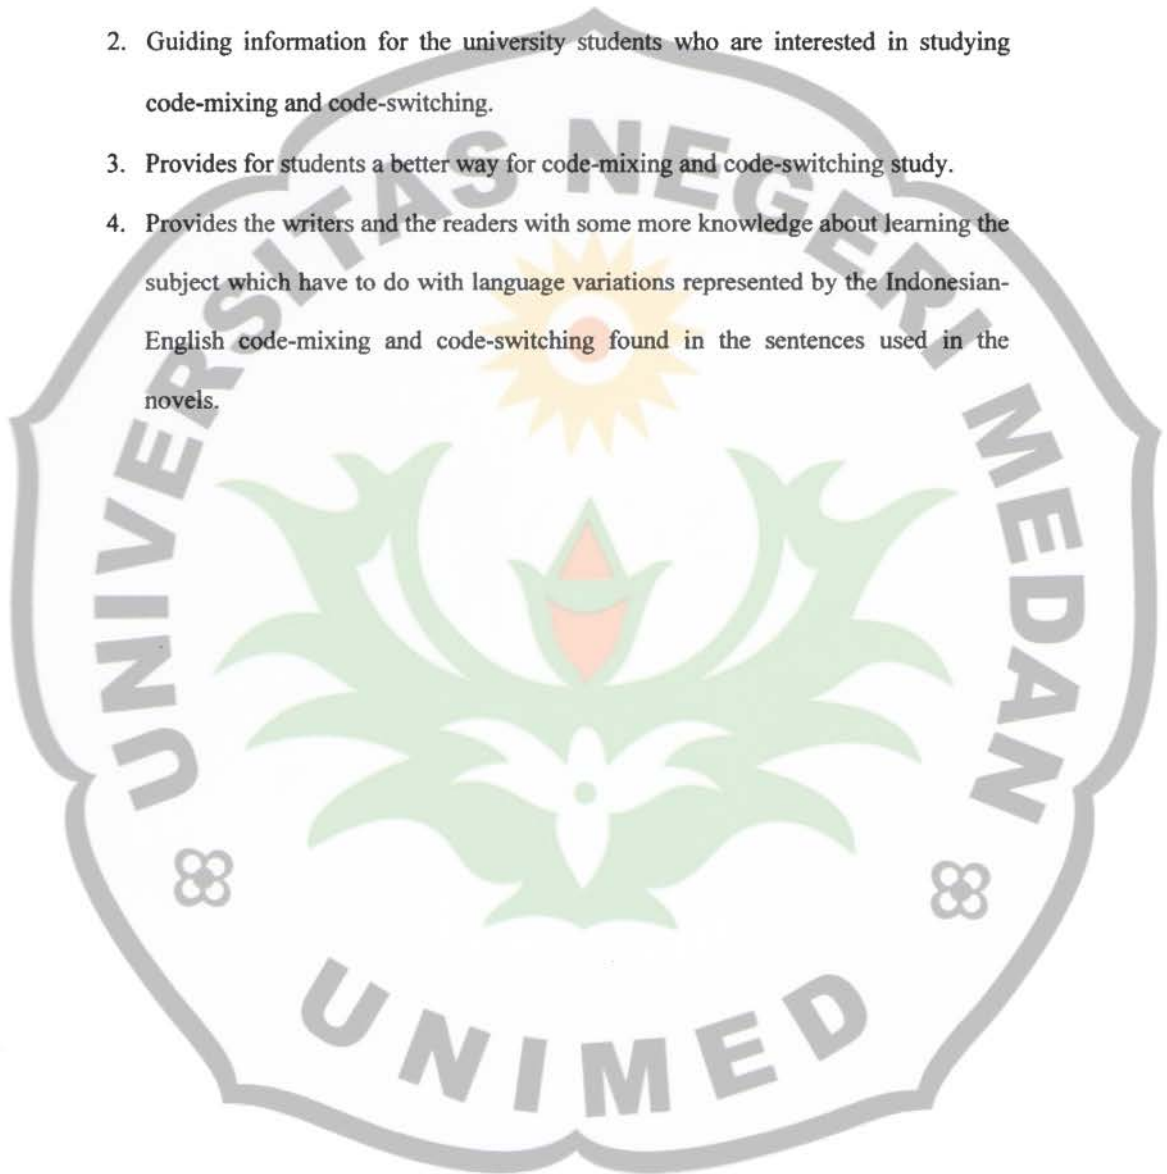 2. Guiding information for the university students who are interested in studying
code-mixing and code-switching.
3. Provides for students a better way for code-mixing and code-switching study.
4. Provides the writers and the readers with some more knowledge about learning the
subject which have to do with language variations represented by the Indonesian-
English code-mixing and code-switching found in the sentences used in the
novels.
UNIVERSITAS NEGERI MEDAN
UNIMED